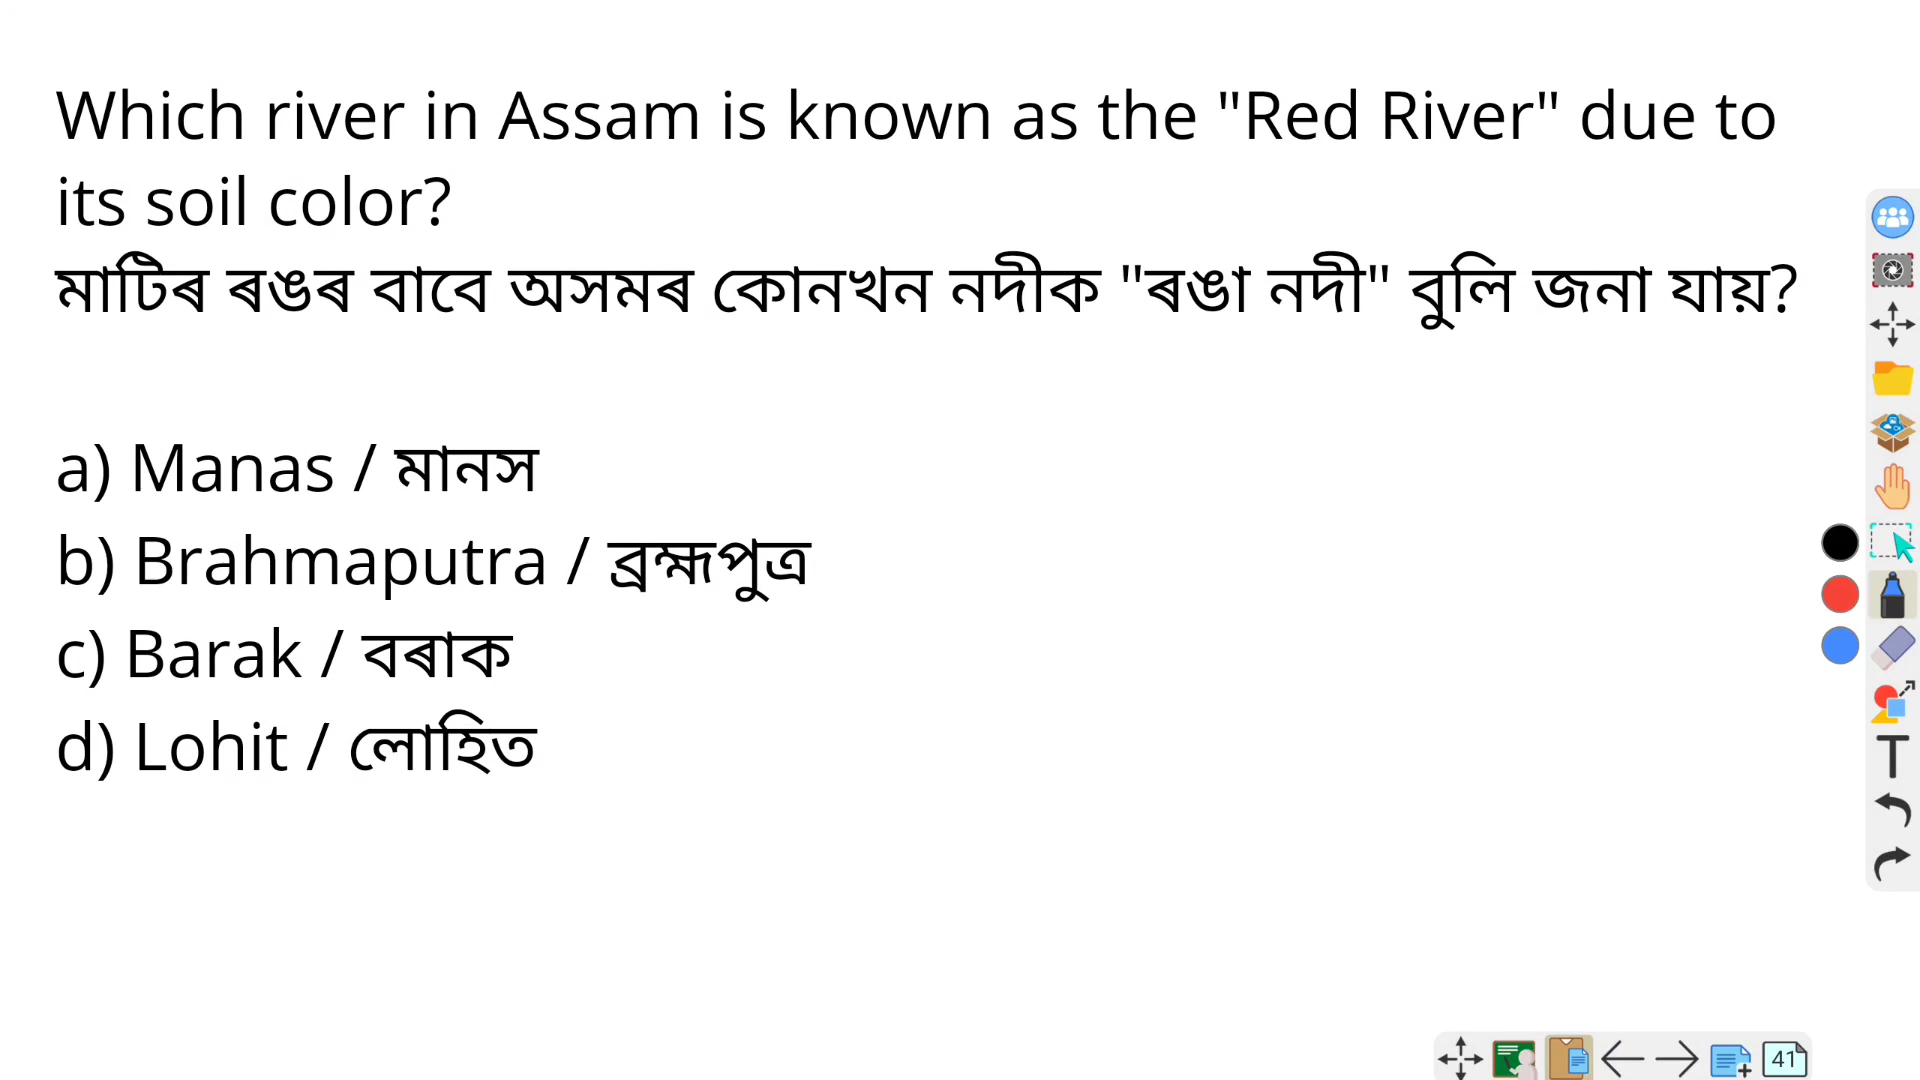 Which river in Assam is known as the "Red River" due to
its soil color?
মাটিৰ ৰঙৰ বাবে অসমৰ কোনখন নদীক "ৰঙা নদী" বুলি জনা যায়?
a) Manas / মানস
b) Brahmaputra / ব্ৰহ্মপুত্ৰ
c) Barak / বৰাক
d) Lohit / লোহিত
T
41